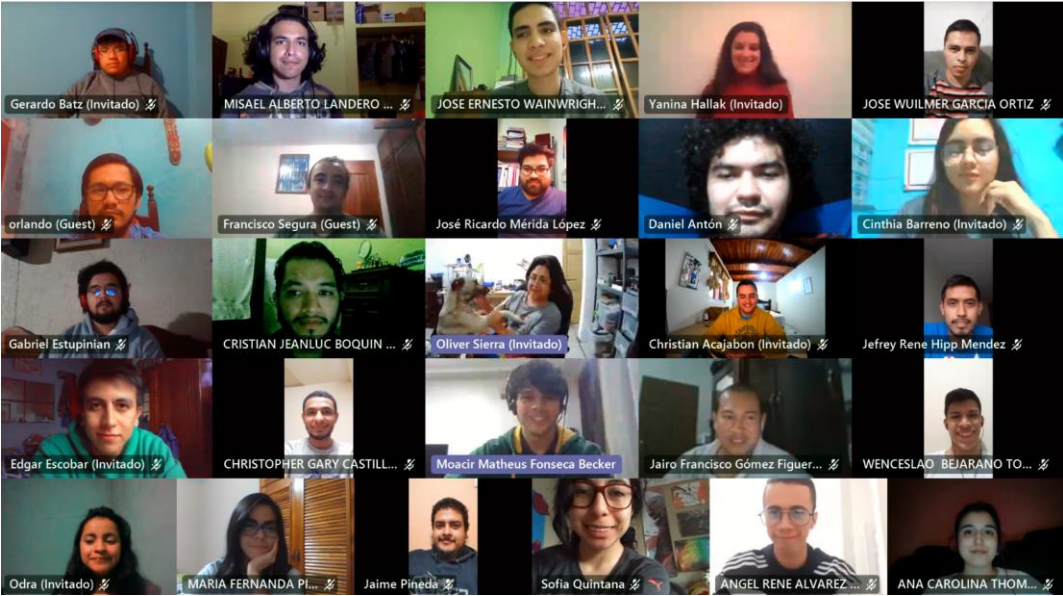 Gerardo Batz (Invitado)
MISAEL ALBERTO LANDERO ...
JOSE ERNESTO WAINWRIGH...
Yanina Hallak (Invitado)
JOSE WUILMER GARCIA ORTIZ
orlando (Guest)
Francisco Segura (Guest)
José Ricardo Mérida López
Daniel Antón
Cinthia Barreno (Invitado)
Gabriel Estupinian
CRISTIAN JEANLUC BOQUIN ...
Oliver Sierra (Invitado)
Christian Acajabon (Invitado)
Jefrey Rene Hipp Mendez
Edgar Escobar (Invitado)
CHRISTOPHER GARY CASTILL...
Moacir Matheus Fonseca Becker
Jairo Francisco Gómez Figuer...
WENCESLAO BEJARANO TO...
Odra (Invitado)
MARIA FERNANDA PI...
Jaime Pineda
Sofia Quintana
ANGEL RENE ALVAREZ ...
ANA CAROLINA THOM...